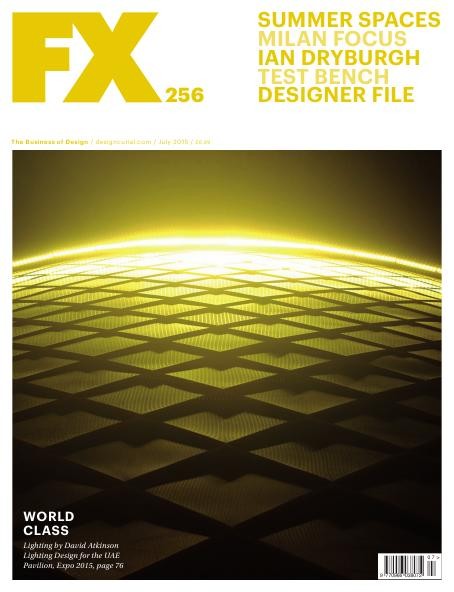 FX
256
SUMMER SPACES
MILAN FOCUS
IAN DRYBURGH
TEST BENCH
DESIGNER FILE
The Business of Design / designcurial.com / July 2015 /
WORLD
CLASS
Lighting by David Atkinson
Lighting Design for the UAE
Pavilion, Expo 2015, page 76